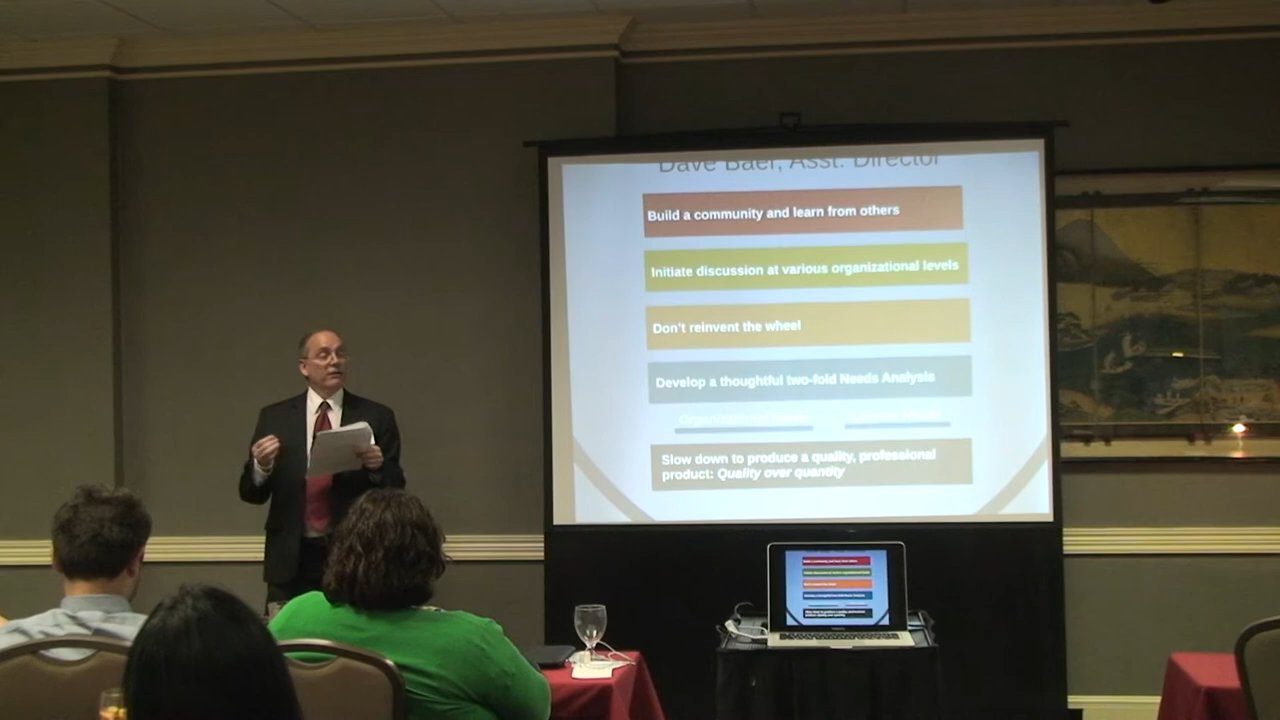 Dave Baer, Asst. Director
Build a community and learn from others
Initiate discussion at various organizational levels
Don't reinvent the wheel
Develop a thoughtful two-fold Needs Analysis
Slow down to produce a quality, professional
product: Quality over quantity